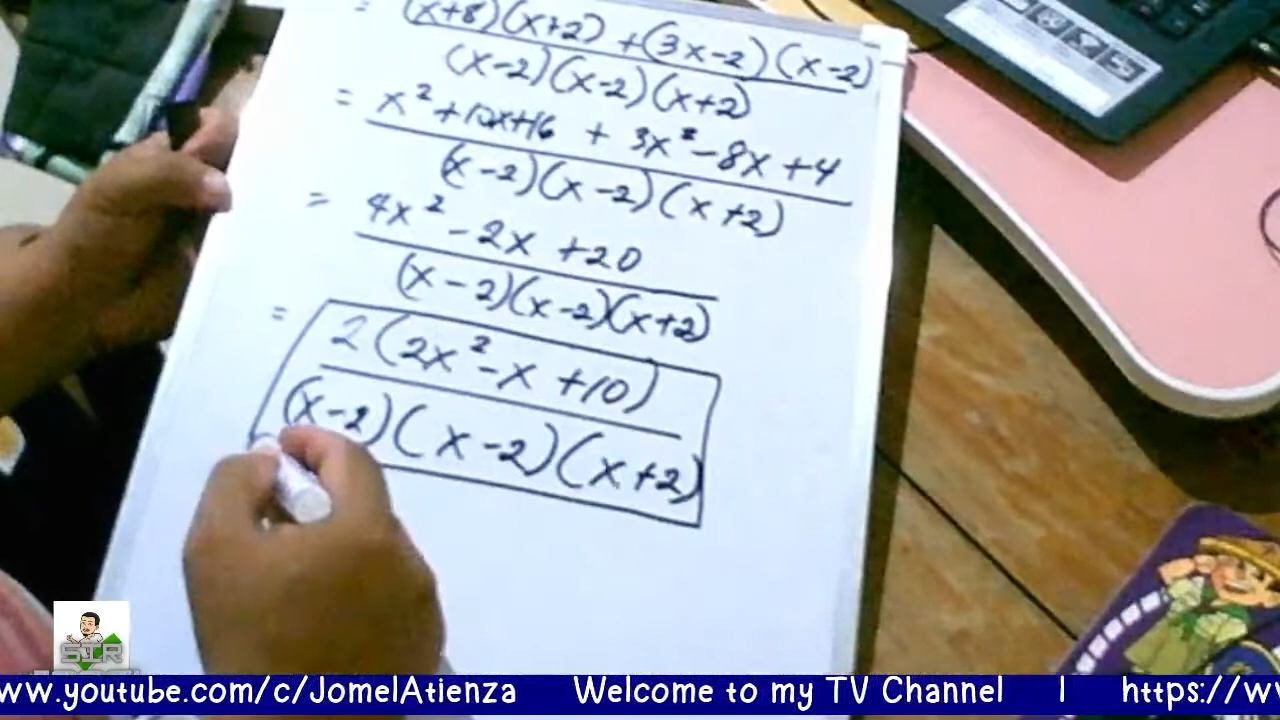 = (x+8)(x+2) + (3x-2)(x-2)
(x-2)(x-2)(x+2)
= x² +10x+16 + 3x² -8x +4
(x-2)(x-2)(x+2)
= 4x² -2x +20
(x-2)(x-2)(x+2)
= 2(2x² -x +10)
(x-2)(x-2)(x+2)
SIR
www.youtube.com/c/JomelAtienza Welcome to my TV Channel | https://w